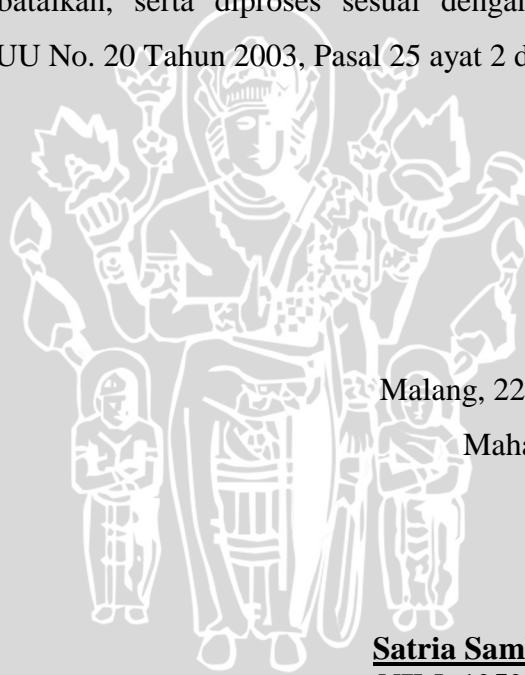 batalkan, serta diproses sesuai dengan
UU No. 20 Tahun 2003, Pasal 25 ayat 2 d
Malang, 22
Maha
Satria Sam